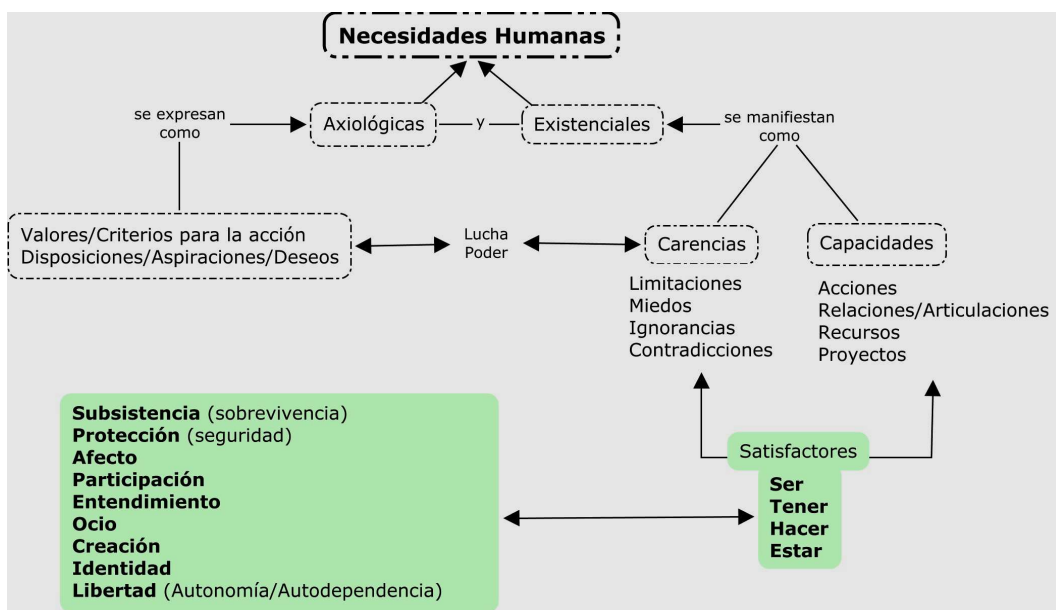 Necesidades Humanas
se expresan
como
Axiológicas
y
Existenciales
se manifiestan
como
Valores/Criterios para la acción
Disposiciones/Aspiraciones/Deseos
Lucha
Poder
Carencias
Capacidades
Limitaciones
Miedos
Ignorancias
Contradicciones
Acciones
Relaciones/Articulaciones
Recursos
Proyectos
Subsistencia (sobrevivencia)
Protección (seguridad)
Afecto
Participación
Entendimiento
Ocio
Creación
Identidad
Libertad (Autonomía/Autodependencia)
Satisfactores
Ser
Tener
Hacer
Estar